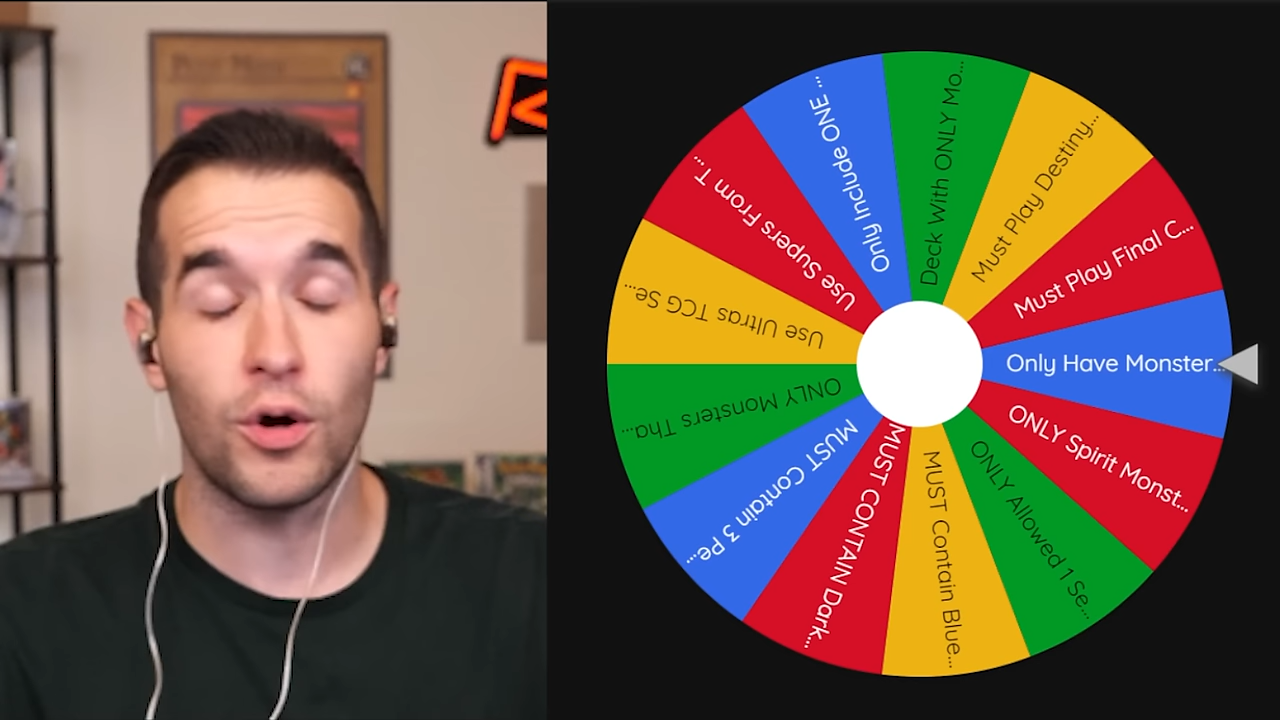 Only Have Monster...
Must Play Final C...
Must Play Destiny...
Deck With ONLY Mo...
Only Include ONE ...
Use Supers From T...
Use Ultras TCG Se...
ONLY Monsters Tha...
MUST Contain 3 Pe...
MUST CONTAIN Dark...
MUST Contain Blue...
ONLY Allowed 1 Se...
ONLY Spirit Monst...